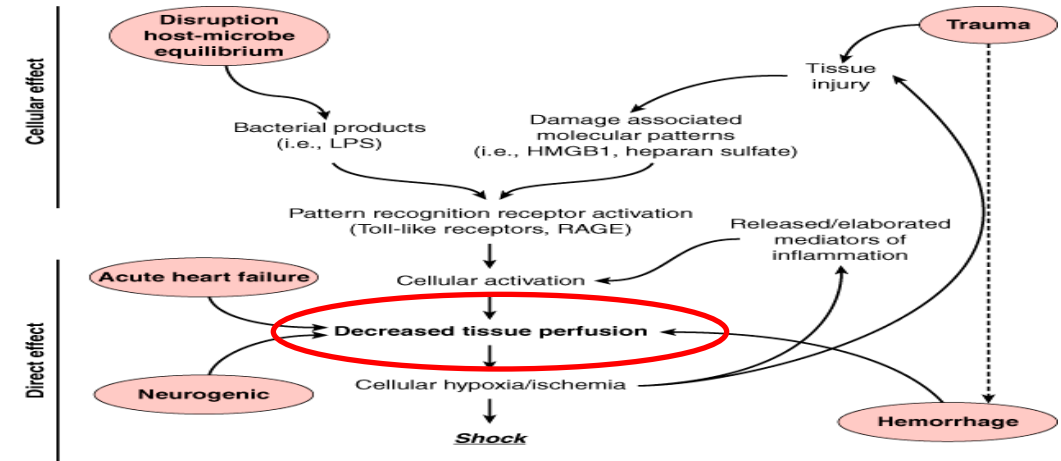 Disruption
host-microbe
equilibrium
Trauma
Cellular effect
Tissue
injury
Bacterial products
(i.e., LPS)
Damage associated
molecular patterns
(i.e., HMGB1, heparan sulfate)
Pattern recognition receptor activation
(Toll-like receptors, RAGE)
Released/elaborated
mediators of
inflammation
Direct effect
Acute heart failure
Cellular activation
Decreased tissue perfusion
Neurogenic
Cellular hypoxia/ischemia
Hemorrhage
Shock